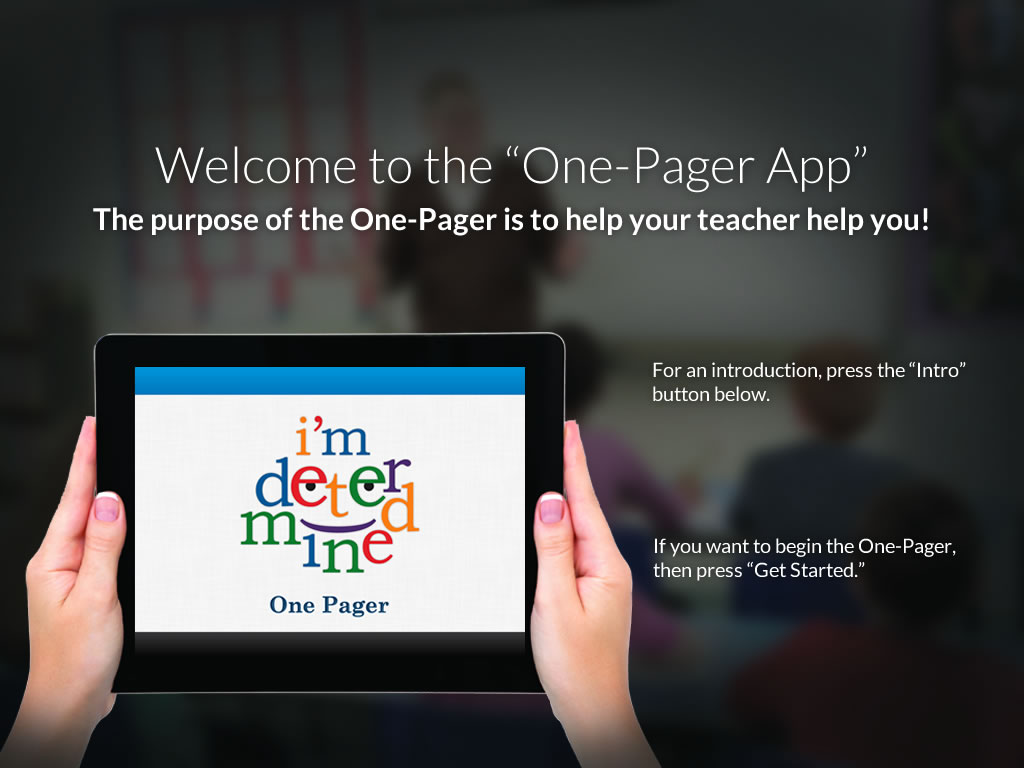 Welcome to the “One-Pager App”
The purpose of the One-Pager is to help your teacher help you!
i’m
deter
mined
One Pager
For an introduction, press the “Intro”
button below.
If you want to begin the One-Pager,
then press “Get Started.”